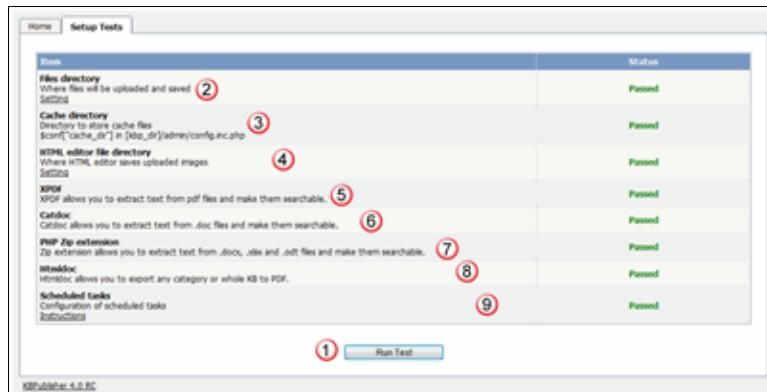 Home Setup Tests
Item Status
Files directory
Where files will be uploaded and saved 2 Passed
Setting
Cache directory
Directory to store cache files 3 Passed
$conf["cache_dir"] in [kbp_dir]/admin/config.inc.php
HTML editor file directory
Where HTML editor saves uploaded images 4 Passed
Setting
XPDF
XPDF allows you to extract text from pdf files and make them searchable. 5 Passed
Catdoc
Catdoc allows you to extract text from .doc files and make them searchable. 6 Passed
PHP Zip extension
Zip extension allows you to extract text from .docx, .xlsx and .odt files and make them searchable. 7 Passed
Htmldoc
Htmldoc allows you to export any category or whole KB to PDF. 8 Passed
Scheduled tasks
Configuration of scheduled tasks 9 Passed
Instructions
1 Run Test
KBPublisher 4.0 RC